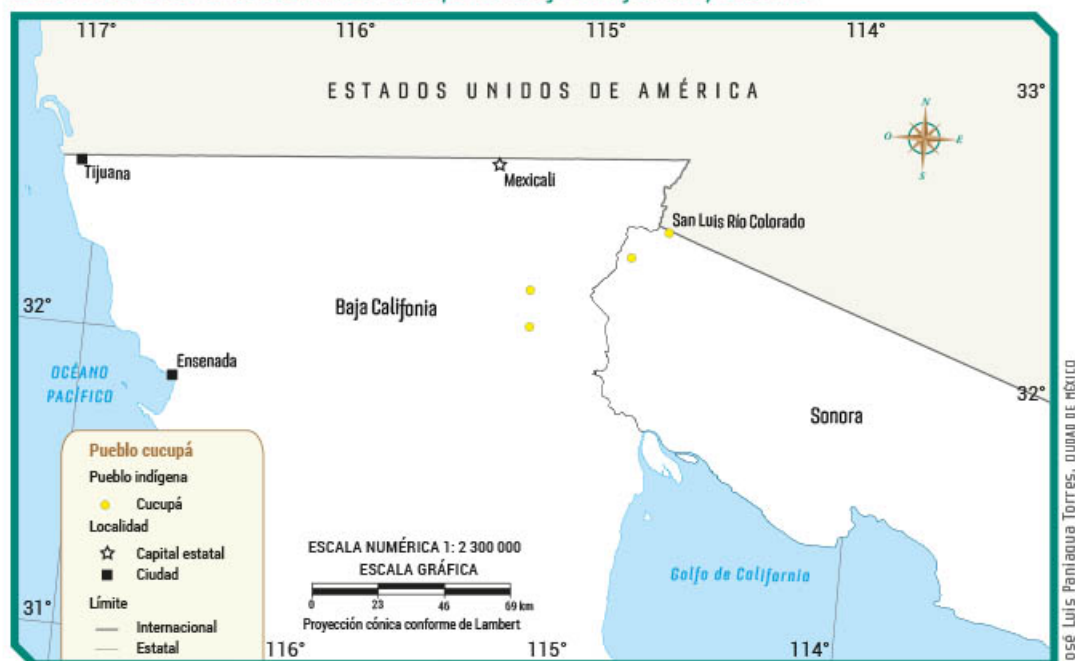 117° 116° 115° 114°
ESTADOS UNIDOS DE AMÉRICA
33°
N
O E
S
Tijuana
Mexicali
San Luis Río Colorado
32°
Baja Califonia
Ensenada
OCÉANO
PACÍFICO
32°
Sonora
Pueblo cucupá
Pueblo indígena
Cucupá
Localidad
Capital estatal
Ciudad
Límite
Internacional
Estatal
ESCALA NUMÉRICA 1: 2 300 000
ESCALA GRÁFICA
0 23 46 69 km
Proyección cónica conforme de Lambert
Golfo de California
31°
116° 115° 114°
José Luis Paniagua Torres, CIUDAD DE MÉXICO